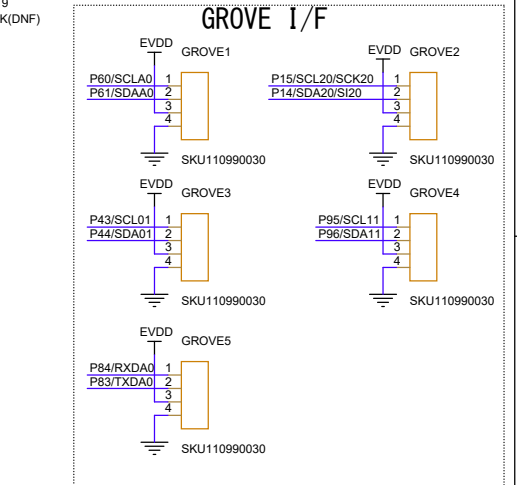 K(DNF)
GROVE I/F
EVDD
GROVE1
P60/SCLA0 1
P61/SDAA0 2
3
4
SKU110990030
EVDD
GROVE2
P15/SCL20/SCK20 1
P14/SDA20/SI20 2
3
4
SKU110990030
EVDD
GROVE3
P43/SCL01 1
P44/SDA01 2
3
4
SKU110990030
EVDD
GROVE4
P95/SCL11 1
P96/SDA11 2
3
4
SKU110990030
EVDD
GROVE5
P84/RXDA0 1
P83/TXDA0 2
3
4
SKU110990030